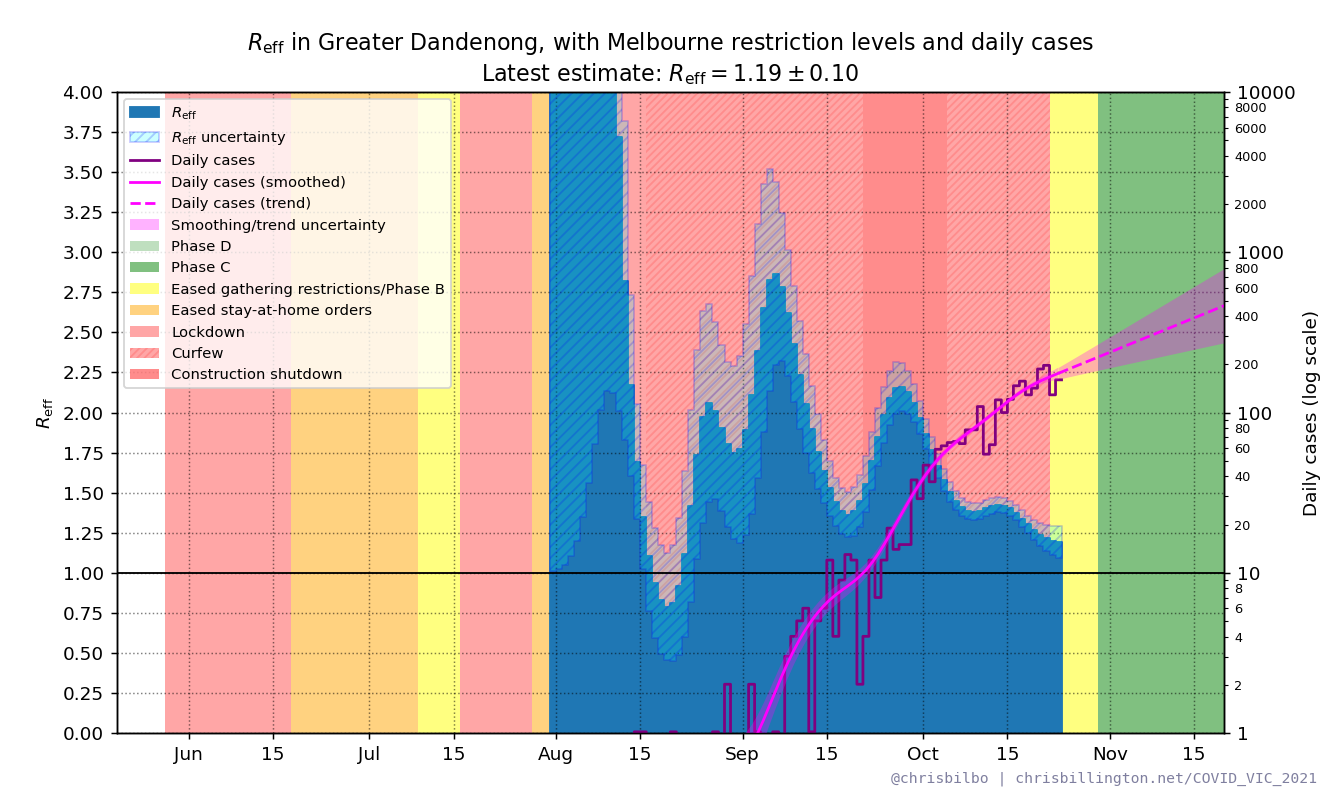 Reff in Greater Dandenong, with Melbourne restriction levels and daily cases
Latest estimate: Reff = 1.19 ± 0.10
Reff
Reff uncertainty
Daily cases
Daily cases (smoothed)
Daily cases (trend)
Smoothing/trend uncertainty
Phase D
Phase C
Eased gathering restrictions/Phase B
Eased stay-at-home orders
Lockdown
Curfew
Construction shutdown
Reff
4.00
3.75
3.50
3.25
3.00
2.75
2.50
2.25
2.00
1.75
1.50
1.25
1.00
0.75
0.50
0.25
0.00
Jun 15 Jul 15 Aug 15 Sep 15 Oct 15 Nov 15
10000
8000
6000
4000
2000
1000
800
600
400
200
100
80
60
40
20
10
8
6
4
2
1
Daily cases (log scale)
@chrisbilbo | chrisbillington.net/COVID_VIC_2021